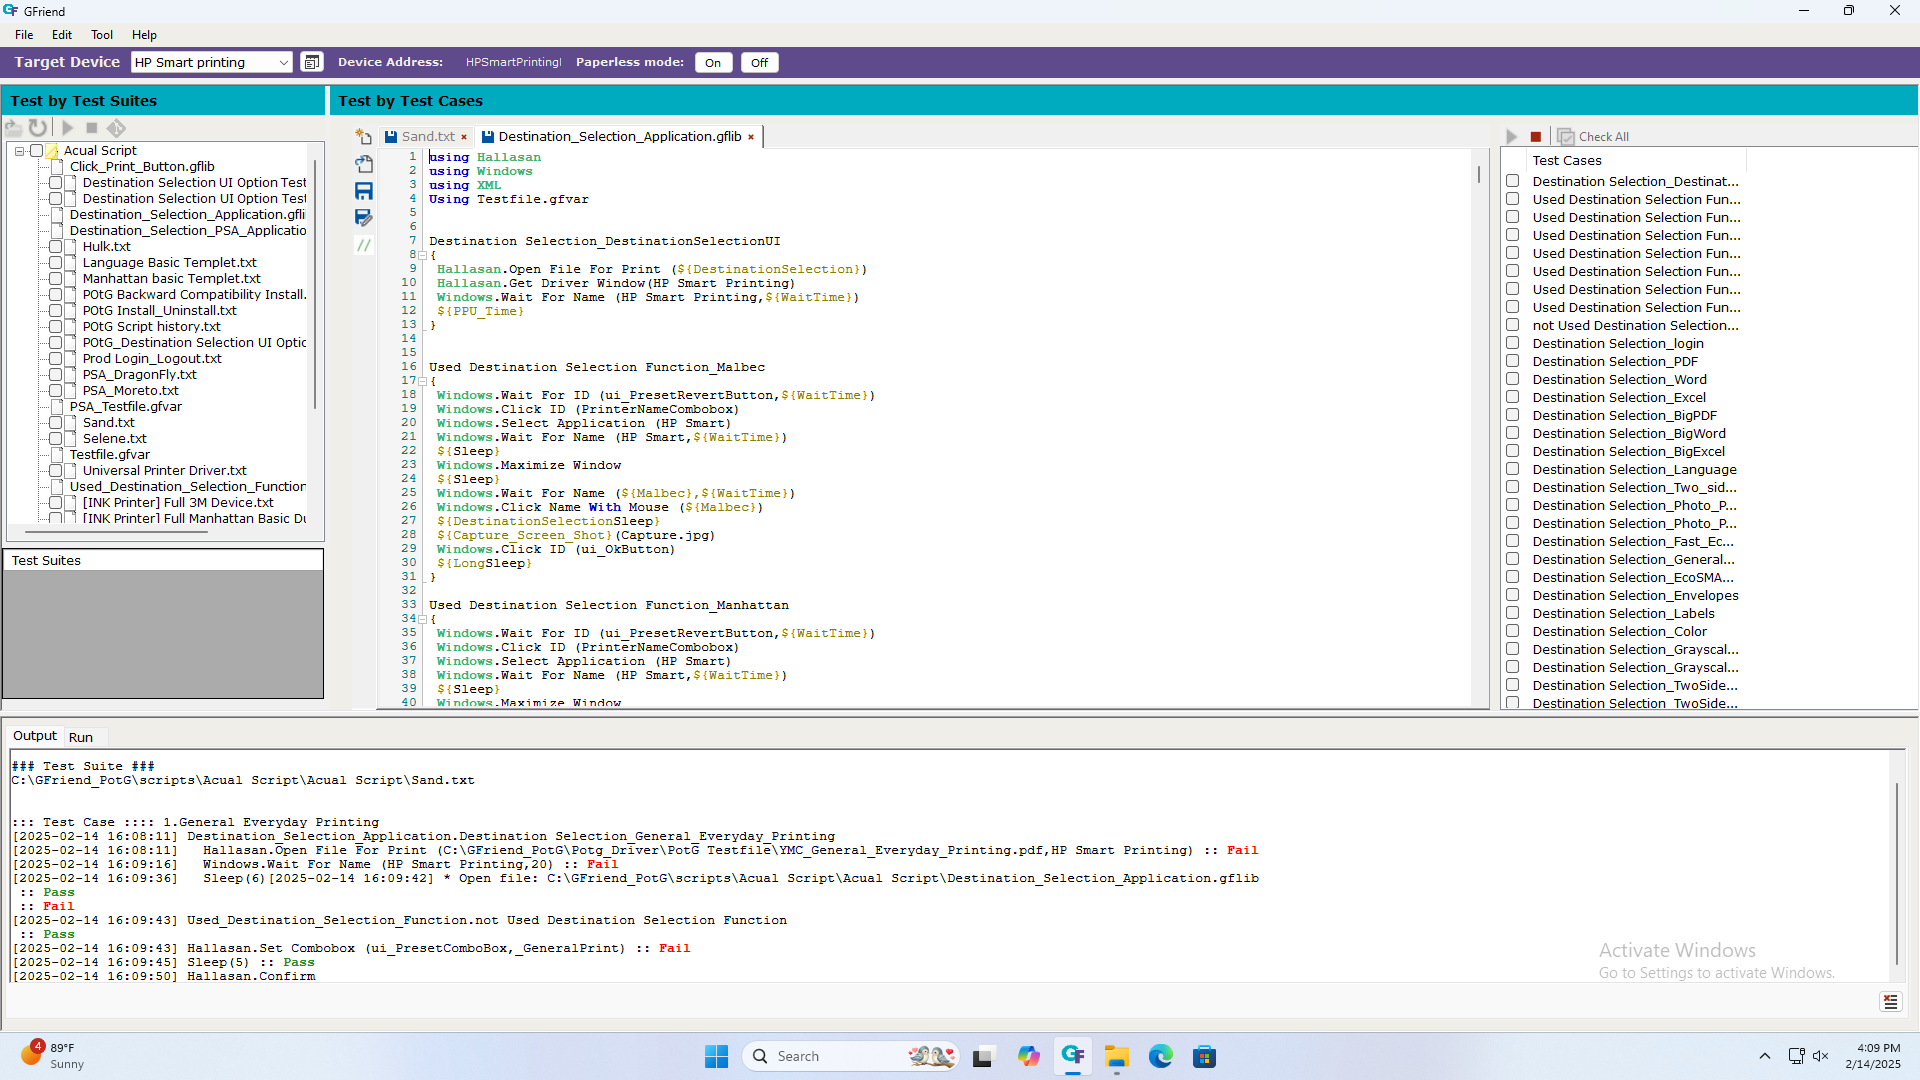 GFriend
File Edit Tool Help
Target Device HP Smart printing Device Address: HPSmartPrintingI Paperless mode: On Off
Test by Test Suites
Acual Script
Click_Print_Button.gflib
Destination Selection UI Option Test
Destination Selection UI Option Test
Destination_Selection_Application.gfli
Destination_Selection_PSA_Applicatio
Hulk.txt
Language Basic Templet.txt
Manhattan basic Templet.txt
POtG Backward Compatibility Install.
POtG Install_Uninstall.txt
POtG Script history.txt
POtG_Destination Selection UI Optic
Prod Login_Logout.txt
PSA_DragonFly.txt
PSA_Moreto.txt
PSA_Testfile.gfvar
Sand.txt
Selene.txt
Testfile.gfvar
Universal Printer Driver.txt
Used_Destination_Selection_Function
[INK Printer] Full 3M Device.txt
[INK Printer] Full Manhattan Basic Du
Test Suites
Test by Test Cases
Sand.txt × Destination_Selection_Application.gflib ×
1 using Hallasan
2 using Windows
3 using XML
4 Using Testfile.gfvar
5
6
7 Destination Selection_DestinationSelectionUI
8 {
9 Hallasan.Open File For Print (${DestinationSelection})
10 Hallasan.Get Driver Window(HP Smart Printing)
11 Windows.Wait For Name (HP Smart Printing,${WaitTime})
12 ${PPU_Time}
13 }
14
15
16 Used Destination Selection Function_Malbec
17 {
18 Windows.Wait For ID (ui_PresetRevertButton,${WaitTime})
19 Windows.Click ID (PrinterNameCombobox)
20 Windows.Select Application (HP Smart)
21 Windows.Wait For Name (HP Smart,${WaitTime})
22 ${Sleep}
23 Windows.Maximize Window
24 ${Sleep}
25 Windows.Wait For Name (${Malbec},${WaitTime})
26 Windows.Click Name With Mouse (${Malbec})
27 ${DestinationSelectionSleep}
28 ${Capture_Screen_Shot}(Capture.jpg)
29 Windows.Click ID (ui_OkButton)
30 ${LongSleep}
31 }
32
33 Used Destination Selection Function_Manhattan
34 {
35 Windows.Wait For ID (ui_PresetRevertButton,${WaitTime})
36 Windows.Click ID (PrinterNameCombobox)
37 Windows.Select Application (HP Smart)
38 Windows.Wait For Name (HP Smart,${WaitTime})
39 ${Sleep}
40 Windows.Maximize Window
Check All
Test Cases
Destination Selection_Destinat...
Used Destination Selection Fun...
Used Destination Selection Fun...
Used Destination Selection Fun...
Used Destination Selection Fun...
Used Destination Selection Fun...
Used Destination Selection Fun...
Used Destination Selection Fun...
not Used Destination Selection...
Destination Selection_login
Destination Selection_PDF
Destination Selection_Word
Destination Selection_Excel
Destination Selection_BigPDF
Destination Selection_BigWord
Destination Selection_BigExcel
Destination Selection_Language
Destination Selection_Two_sid...
Destination Selection_Photo_P...
Destination Selection_Photo_P...
Destination Selection_Fast_Ec...
Destination Selection_General...
Destination Selection_EcoSMA...
Destination Selection_Envelopes
Destination Selection_Labels
Destination Selection_Color
Destination Selection_Grayscal...
Destination Selection_Grayscal...
Destination Selection_TwoSide...
Destination Selection_TwoSide...
Output Run
### Test Suite ###
C:\GFriend_PotG\scripts\Acual Script\Acual Script\Sand.txt
::: Test Case :::: 1.General Everyday Printing
[2025-02-14 16:08:11] Destination_Selection_Application.Destination Selection_General_Everyday_Printing
[2025-02-14 16:08:11] Hallasan.Open File For Print (C:\GFriend_PotG\Potg_Driver\PotG Testfile\YMC_General_Everyday_Printing.pdf,HP Smart Printing) :: Fail
[2025-02-14 16:09:16] Windows.Wait For Name (HP Smart Printing,20) :: Fail
[2025-02-14 16:09:36] Sleep(6)[2025-02-14 16:09:42] * Open file: C:\GFriend_PotG\scripts\Acual Script\Acual Script\Destination_Selection_Application.gflib
:: Pass
:: Fail
[2025-02-14 16:09:43] Used_Destination_Selection_Function.not Used Destination Selection Function
:: Pass
[2025-02-14 16:09:43] Hallasan.Set Combobox (ui_PresetComboBox,_GeneralPrint) :: Fail
[2025-02-14 16:09:45] Sleep(5) :: Pass
[2025-02-14 16:09:50] Hallasan.Confirm
Activate Windows
Go to Settings to activate Windows.
4
89°F
Sunny
Search
4:09 PM
2/14/2025